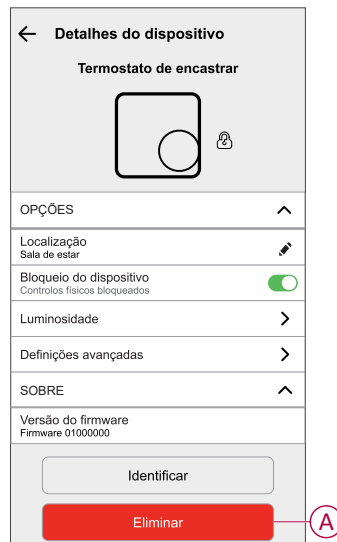 Detalhes do dispositivo
Termostato de encastrar
OPÇÕES
Localização
Sala de estar
Bloqueio do dispositivo
Controlos físicos bloqueados
Luminosidade
Definições avançadas
SOBRE
Versão do firmware
Firmware 01000000
Identificar
Eliminar
A